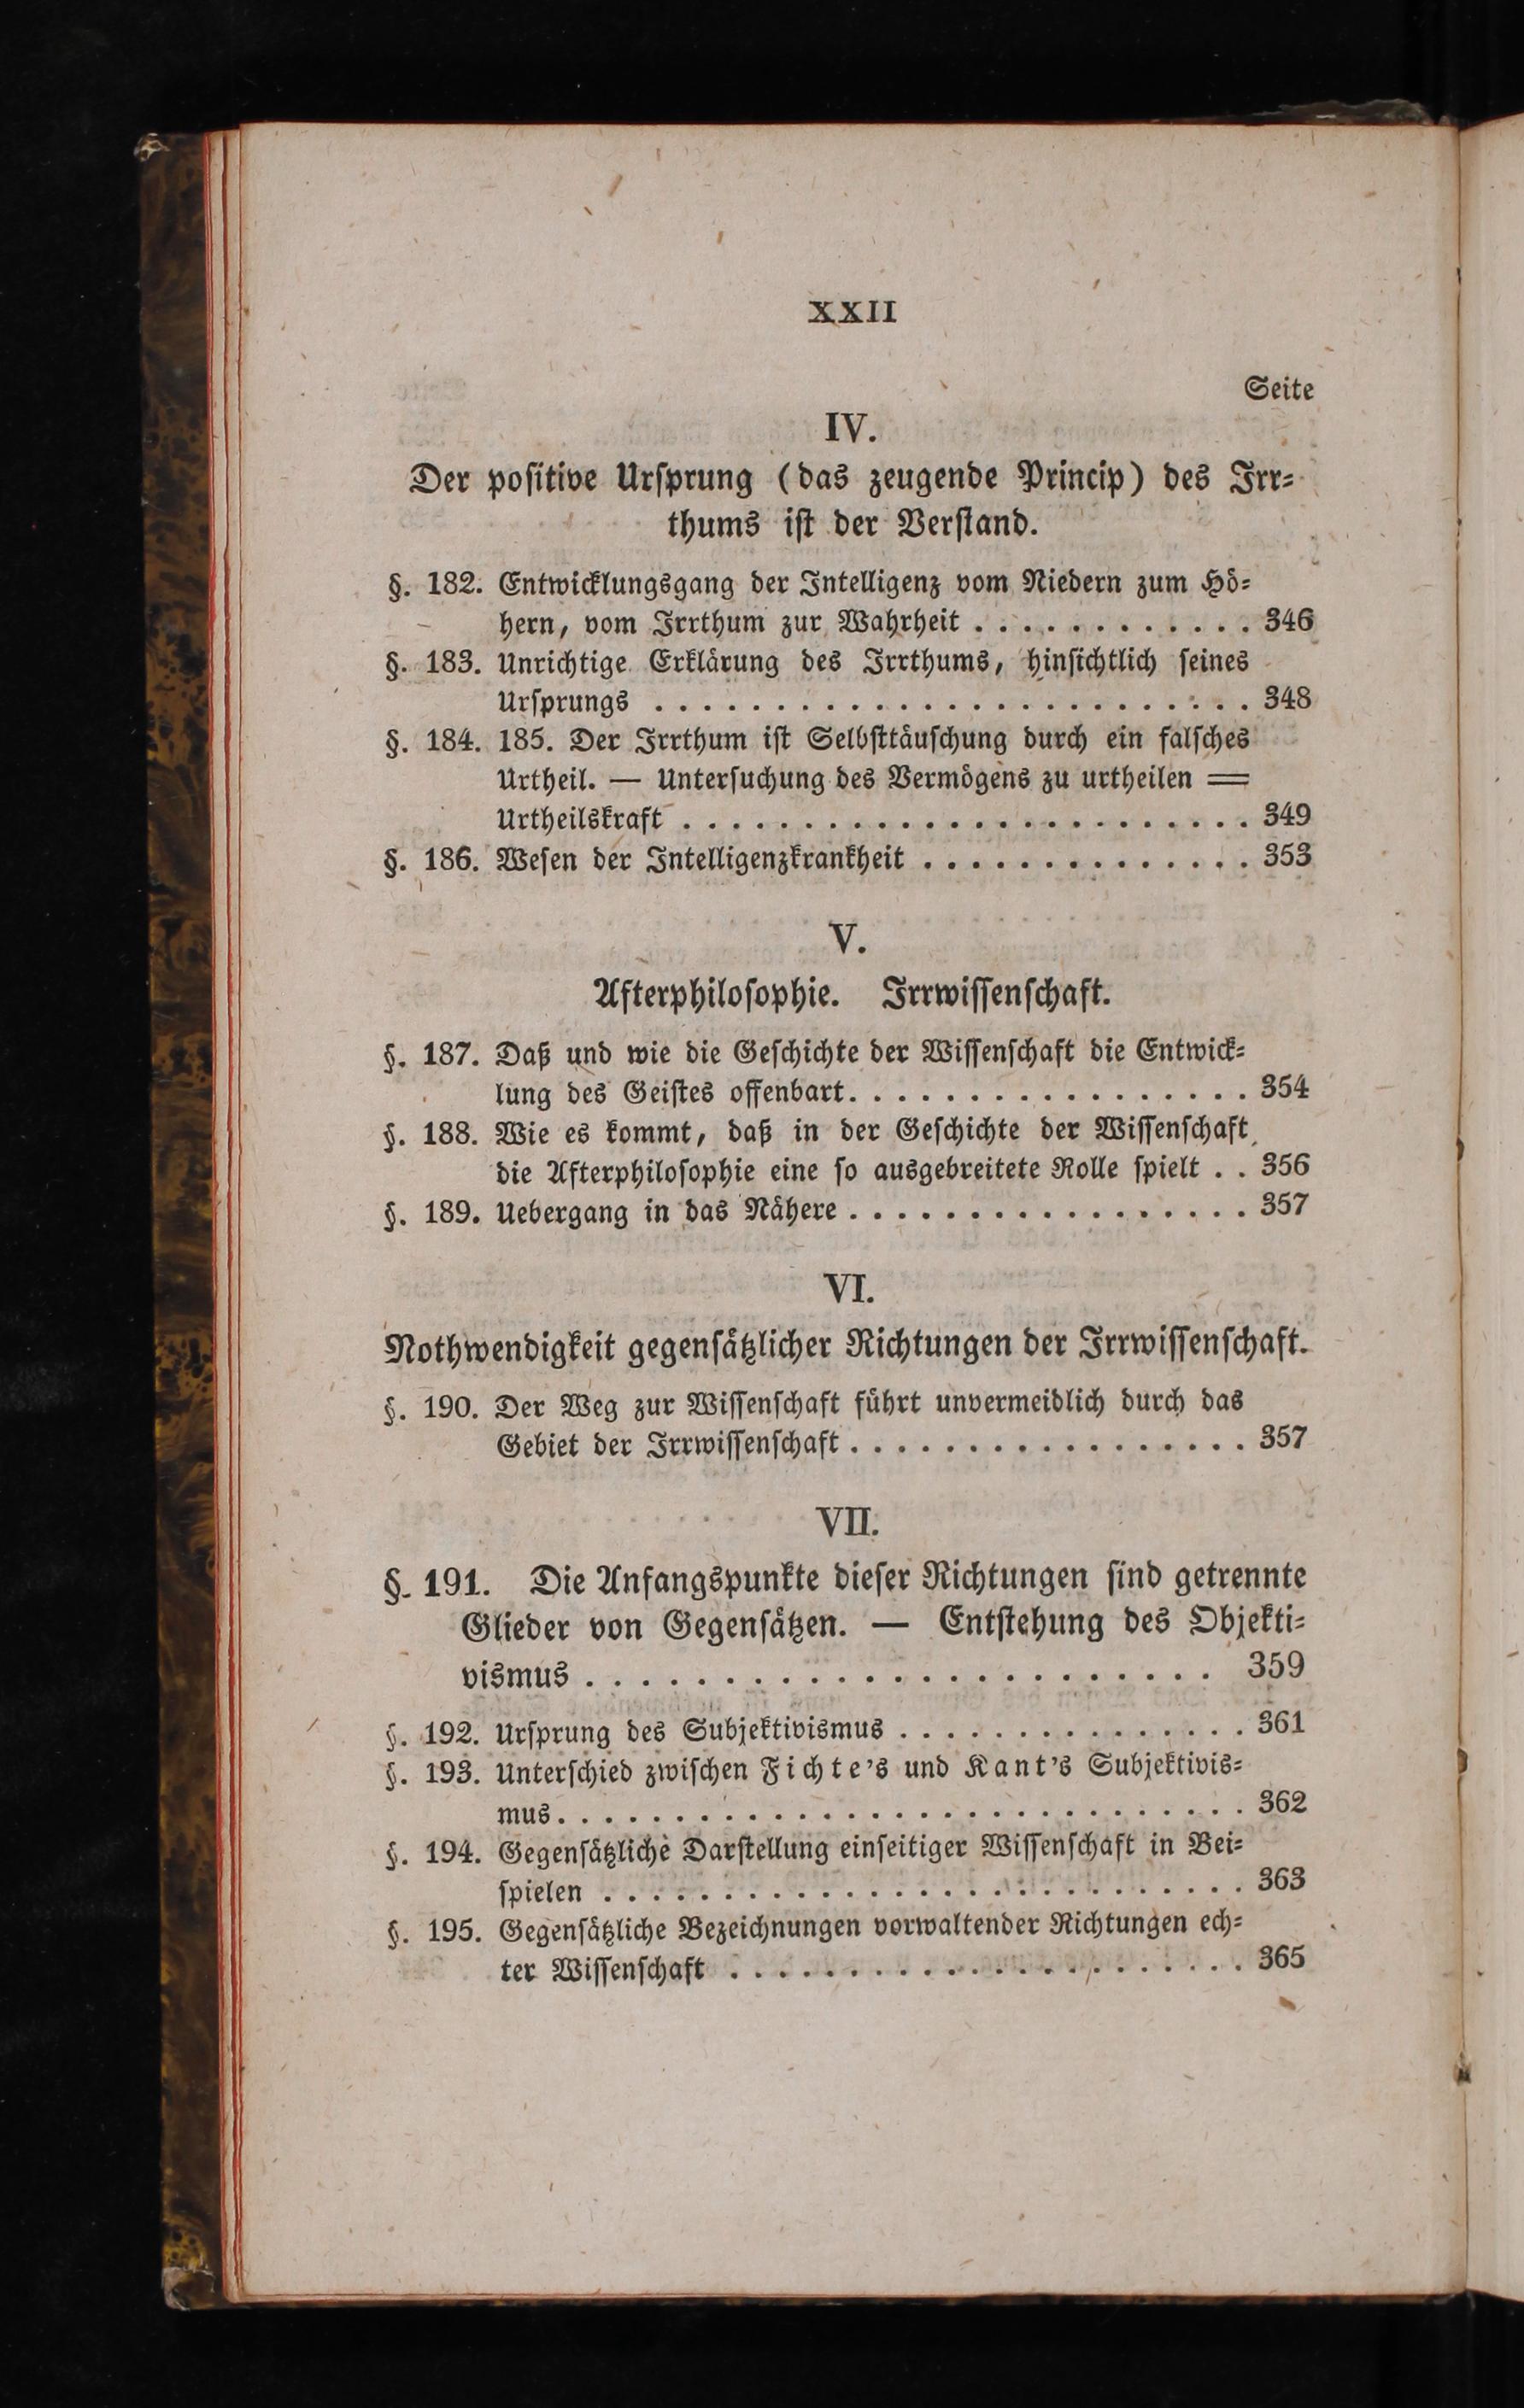 XXII
Seite
IV.
Der poſitive Urſprung (das zeugende Princip) des Irr⸗
thums iſt der Verſtand.
§. 182. Entwicklungsgang der Intelligenz vom Niedern zum Hö⸗
hern, vom Irrthum zur Wahrheit . . . . . . . . . . . . 346
§. 183. Unrichtige Erklärung des Irrthums, hinſichtlich ſeines
Urſprungs . . . . . . . . . . . . . . . . . . . . . . . . . 348
§. 184. 185. Der Irrthum iſt Selbſttäuſchung durch ein falſches
Urtheil. — Unterſuchung des Vermögens zu urtheilen =
Urtheilskraft . . . . . . . . . . . . . . . . . . . . . . . . 349
§. 186. Weſen der Intelligenzkrankheit . . . . . . . . . . . . . . 353
V.
Afterphiloſophie. Irrwiſſenſchaft.
§. 187. Daß und wie die Geſchichte der Wiſſenſchaft die Entwick⸗
lung des Geiſtes offenbart. . . . . . . . . . . . . . . . . 354
§. 188. Wie es kommt, daß in der Geſchichte der Wiſſenſchaft
die Afterphiloſophie eine ſo ausgebreitete Rolle ſpielt . . 356
§. 189. Uebergang in das Nähere . . . . . . . . . . . . . . . . . 357
VI.
Nothwendigkeit gegenſätzlicher Richtungen der Irrwiſſenſchaft.
§. 190. Der Weg zur Wiſſenſchaft führt unvermeidlich durch das
Gebiet der Irrwiſſenſchaft . . . . . . . . . . . . . . . . . 357
VII.
§. 191. Die Anfangspunkte dieſer Richtungen ſind getrennte
Glieder von Gegenſätzen. — Entſtehung des Objekti⸗
vismus . . . . . . . . . . . . . . . . . . . . . . . 359
§. 192. Urſprung des Subjektivismus . . . . . . . . . . . . . . . 361
§. 193. Unterſchied zwiſchen Fichte's und Kant's Subjektivis⸗
mus. . . . . . . . . . . . . . . . . . . . . . . . . . . . . 362
§. 194. Gegenſätzliche Darſtellung einſeitiger Wiſſenſchaft in Bei⸗
ſpielen . . . . . . . . . . . . . . . . . . . . . . . . . . . 363
§. 195. Gegenſätzliche Bezeichnungen vorwaltender Richtungen ech⸗
ter Wiſſenſchaft . . . . . . . . . . . . . . . . . . . . . . 365